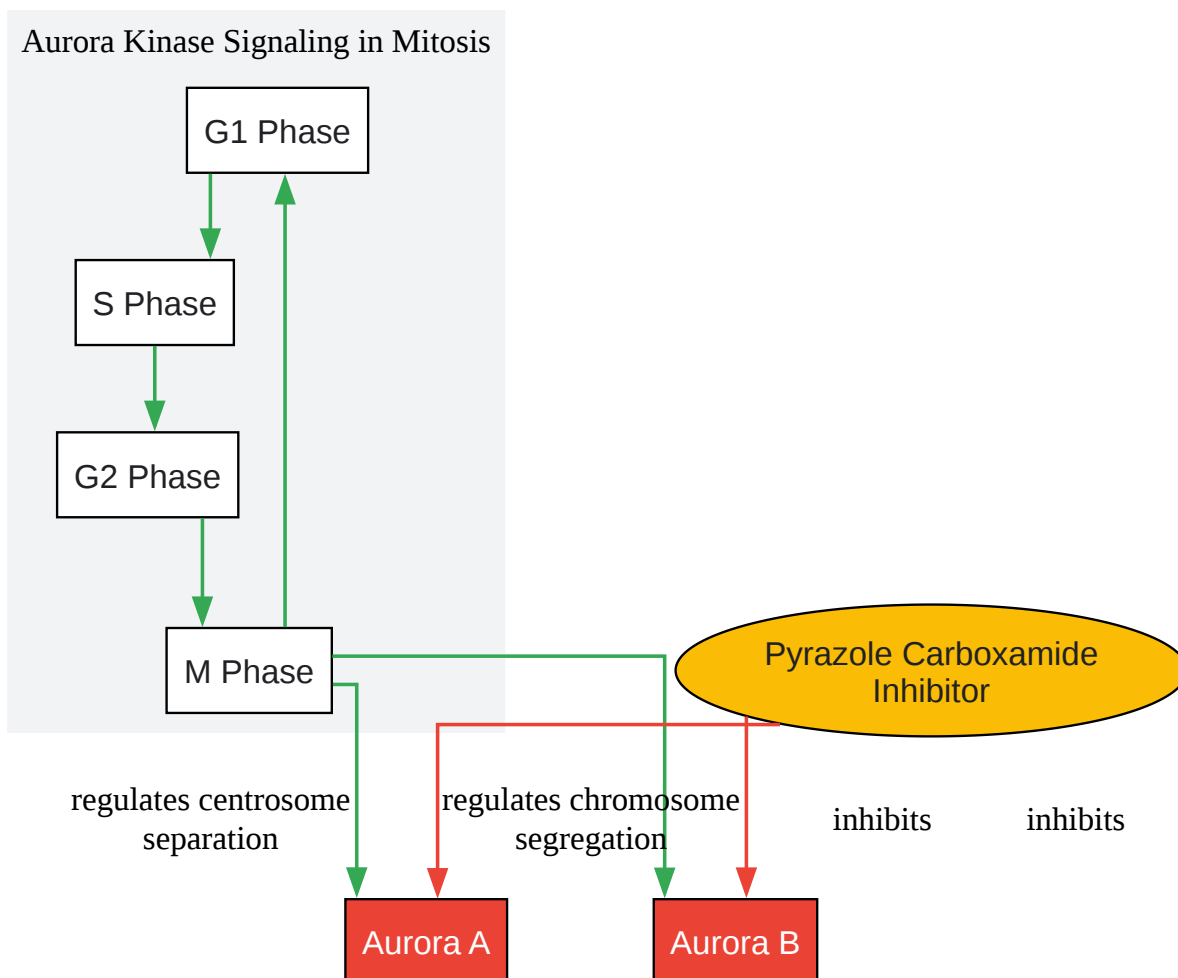 Aurora Kinase Signaling in Mitosis
G1 Phase
S Phase
G2 Phase
M Phase
Pyrazole Carboxamide
Inhibitor
regulates centrosome
separation
regulates chromosome
segregation
inhibits
inhibits
Aurora A
Aurora B